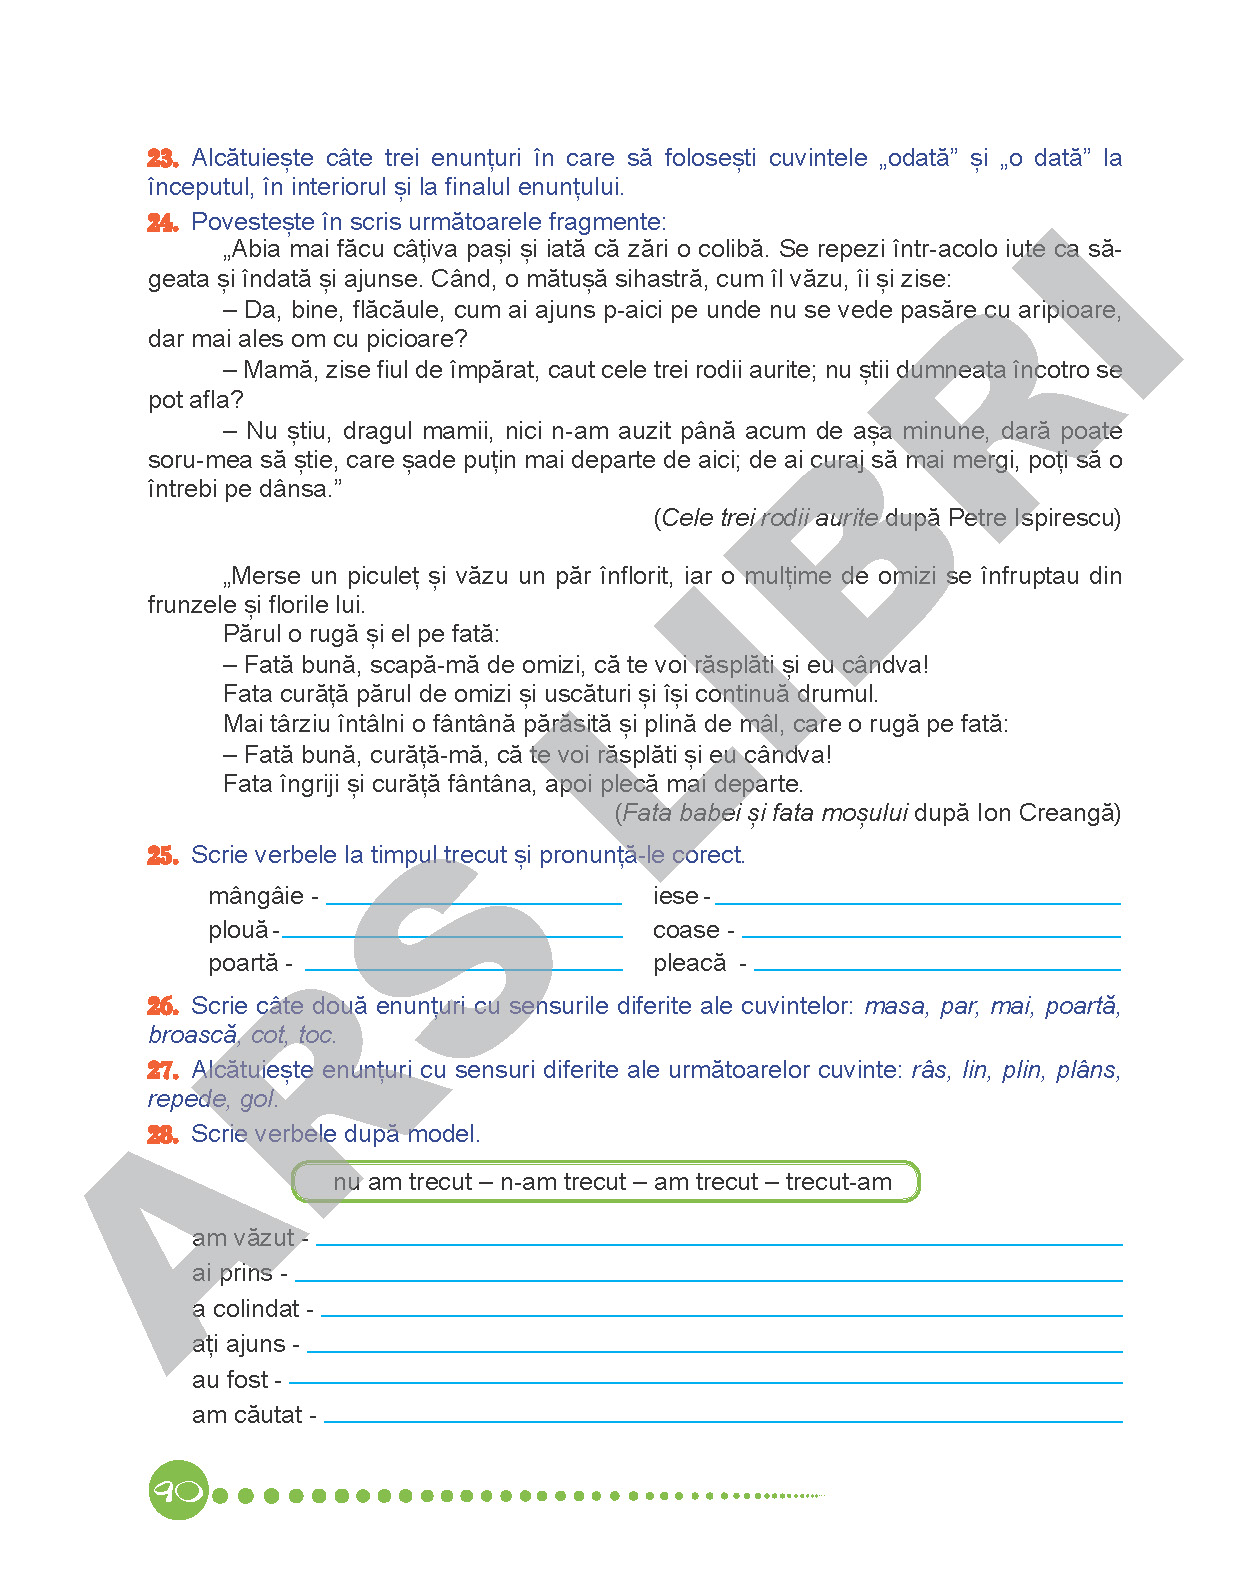 23. Alcătuiește câte trei enunțuri în care să folosești cuvintele „odată” și „o dată” la
începutul, în interiorul și la finalul enunțului.
24. Povestește în scris următoarele fragmente:
„Abia mai făcu câțiva pași și iată că zări o colibă. Se repezi într-acolo iute ca să-
geata și îndată și ajunse. Când, o mătușă sihastră, cum îl văzu, îi și zise:
– Da, bine, flăcăule, cum ai ajuns p-aici pe unde nu se vede pasăre cu aripioare,
dar mai ales om cu picioare?
– Mamă, zise fiul de împărat, caut cele trei rodii aurite; nu știi dumneata încotro se
pot afla?
– Nu știu, dragul mamii, nici n-am auzit până acum de așa minune, dară poate
soru-mea să știe, care șade puțin mai departe de aici; de ai curaj să mai mergi, poți să o
întrebi pe dânsa.”
(Cele trei rodii aurite după Petre Ispirescu)
„Merse un piculeț și văzu un păr înflorit, iar o mulțime de omizi se înfruptau din
frunzele și florile lui.
Părul o rugă și el pe fată:
– Fată bună, scapă-mă de omizi, că te voi răsplăti și eu cândva!
Fata curăță părul de omizi și uscături și își continuă drumul.
Mai târziu întâlni o fântână părăsită și plină de mâl, care o rugă pe fată:
– Fată bună, curăță-mă, că te voi răsplăti și eu cândva!
Fata îngriji și curăță fântâna, apoi plecă mai departe.
(Fata babei și fata moșului după Ion Creangă)
25. Scrie verbele la timpul trecut și pronunță-le corect.
mângâie - iese -
plouă - coase -
poartă - pleacă -
26. Scrie câte două enunțuri cu sensurile diferite ale cuvintelor: masa, par, mai, poartă,
broască, cot, toc.
27. Alcătuiește enunțuri cu sensuri diferite ale următoarelor cuvinte: râs, lin, plin, plâns,
repede, gol.
28. Scrie verbele după model.
nu am trecut – n-am trecut – am trecut – trecut-am
am văzut -
ai prins -
a colindat -
ați ajuns -
au fost -
am căutat -
90
ARS LIBRI